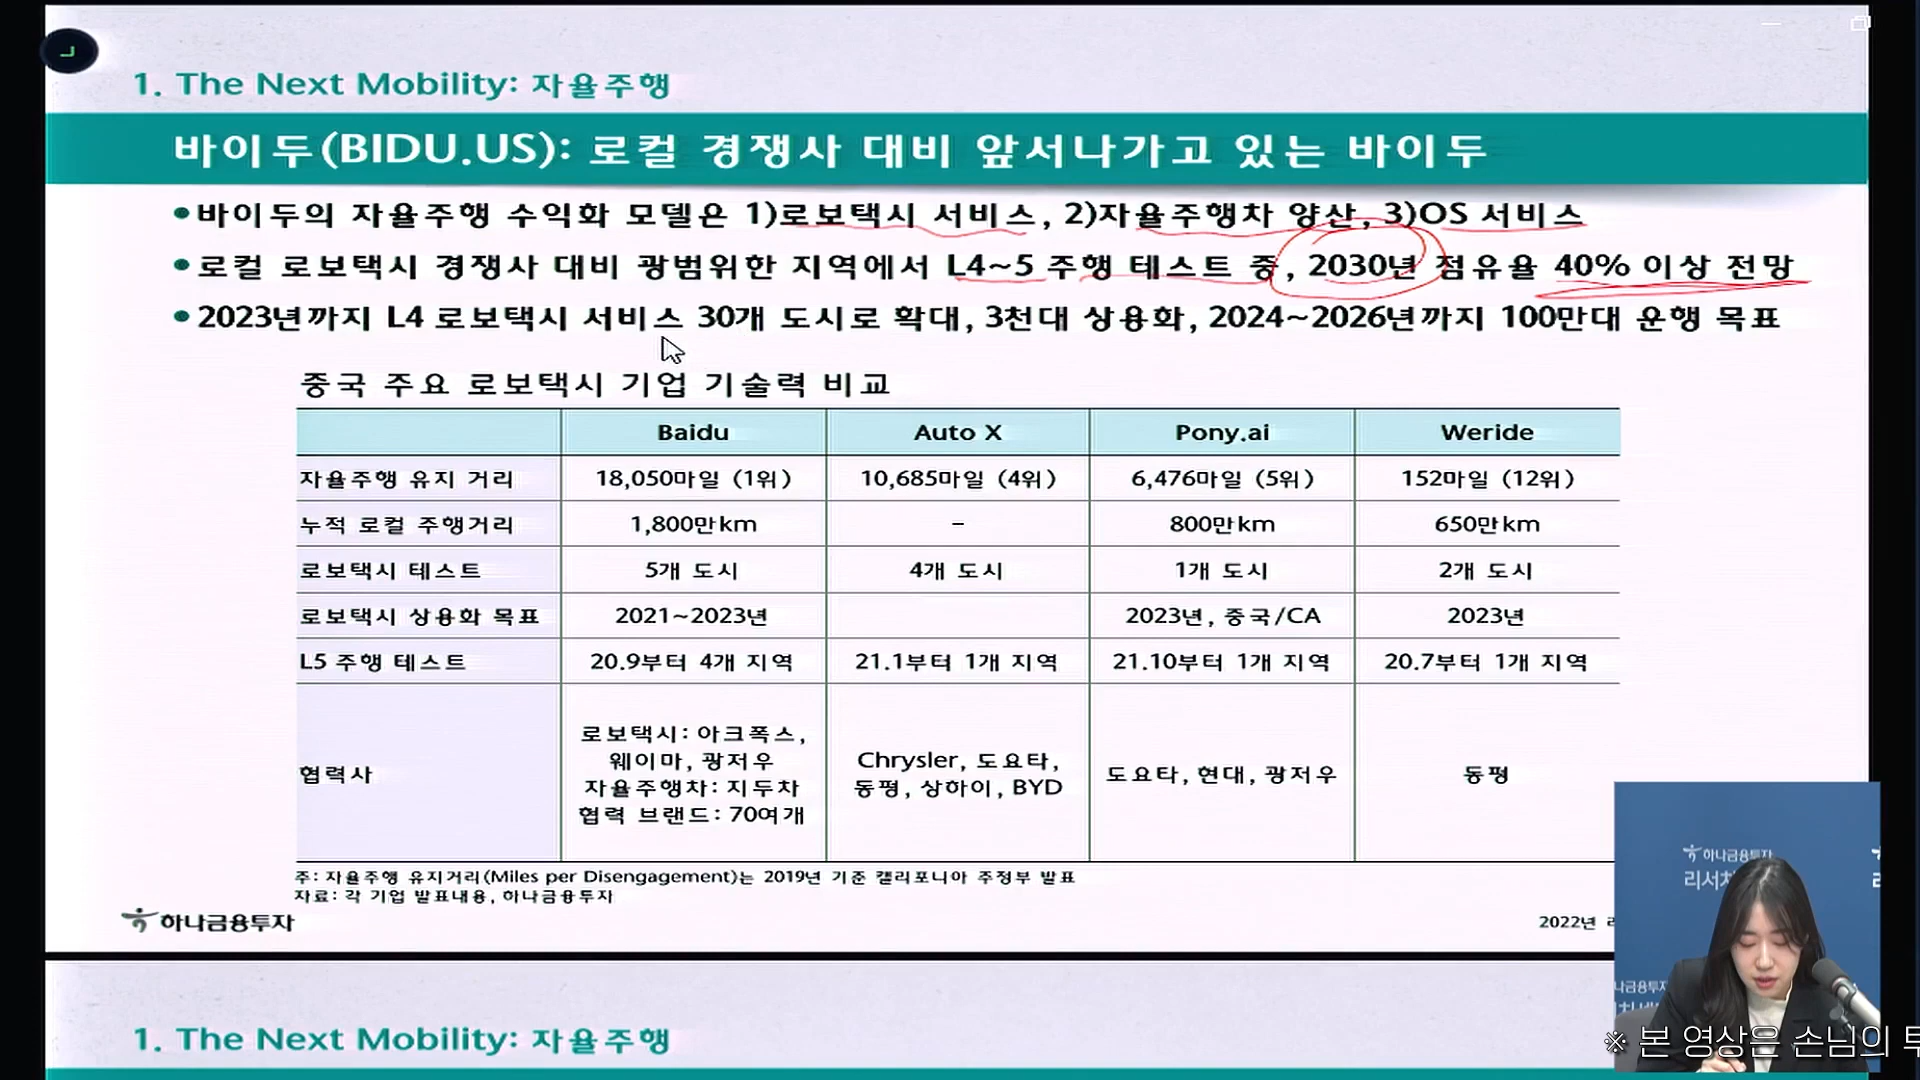 1. The Next Mobility: 자율주행
바이두(BIDU.US): 로컬 경쟁사 대비 앞서나가고 있는 바이두
•바이두의 자율주행 수익화 모델은 1)로보택시 서비스, 2)자율주행차 양산, 3)OS 서비스
•로컬 로보택시 경쟁사 대비 광범위한 지역에서 L4~5 주행 테스트 중, 2030년 점유율 40% 이상 전망
•2023년까지 L4 로보택시 서비스 30개 도시로 확대, 3천대 상용화, 2024~2026년까지 100만대 운행 목표
중국 주요 로보택시 기업 기술력 비교
Baidu Auto X Pony.ai Weride
자율주행 유지 거리 18,050마일 (1위) 10,685마일 (4위) 6,476마일 (5위) 152마일 (12위)
누적 로컬 주행거리 1,800만km - 800만km 650만km
로보택시 테스트 5개 도시 4개 도시 1개 도시 2개 도시
로보택시 상용화 목표 2021~2023년 2023년, 중국/CA 2023년
L5 주행 테스트 20.9부터 4개 지역 21.1부터 1개 지역 21.10부터 1개 지역 20.7부터 1개 지역
협력사
로보택시: 아크폭스,
웨이마, 광저우
자율주행차: 지두차
협력 브랜드: 70여개
Chrysler, 도요타,
동펑, 상하이, BYD
도요타, 현대, 광저우
동펑
주: 자율주행 유지거리(Miles per Disengagement)는 2019년 기준 캘리포니아 주정부 발표
자료: 각 기업 발표내용, 하나금융투자
하나금융투자
2022년
하나금융투자
※ 본 영상은 손님의
1. The Next Mobility: 자율주행